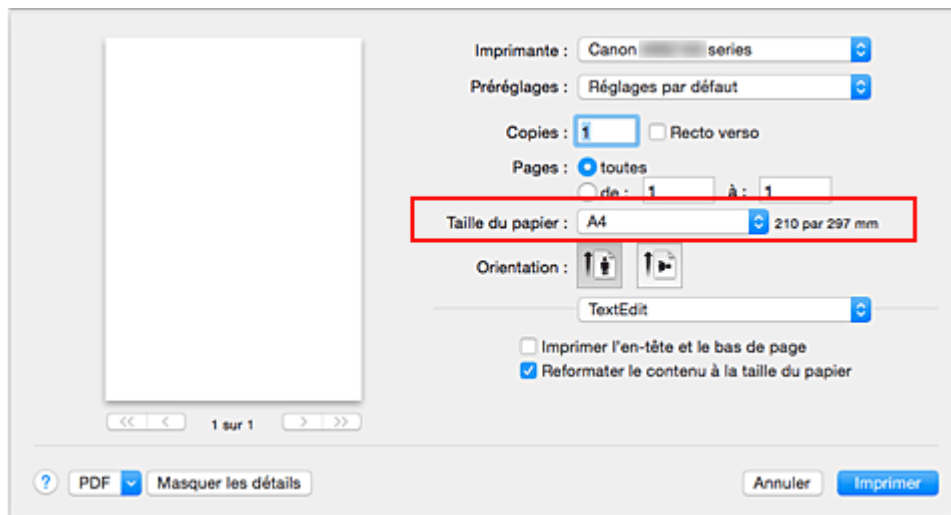 Imprimante : Canon series
Préréglages : Réglages par défaut
Copies : 1 Recto verso
Pages : toutes
de : 1 à : 1
Taille du papier : A4 210 par 297 mm
Orientation :
TextEdit
Imprimer l'en-tête et le bas de page
Reformater le contenu à la taille du papier
<< < 1 sur 1 > >>
? PDF Masquer les détails Annuler Imprimer